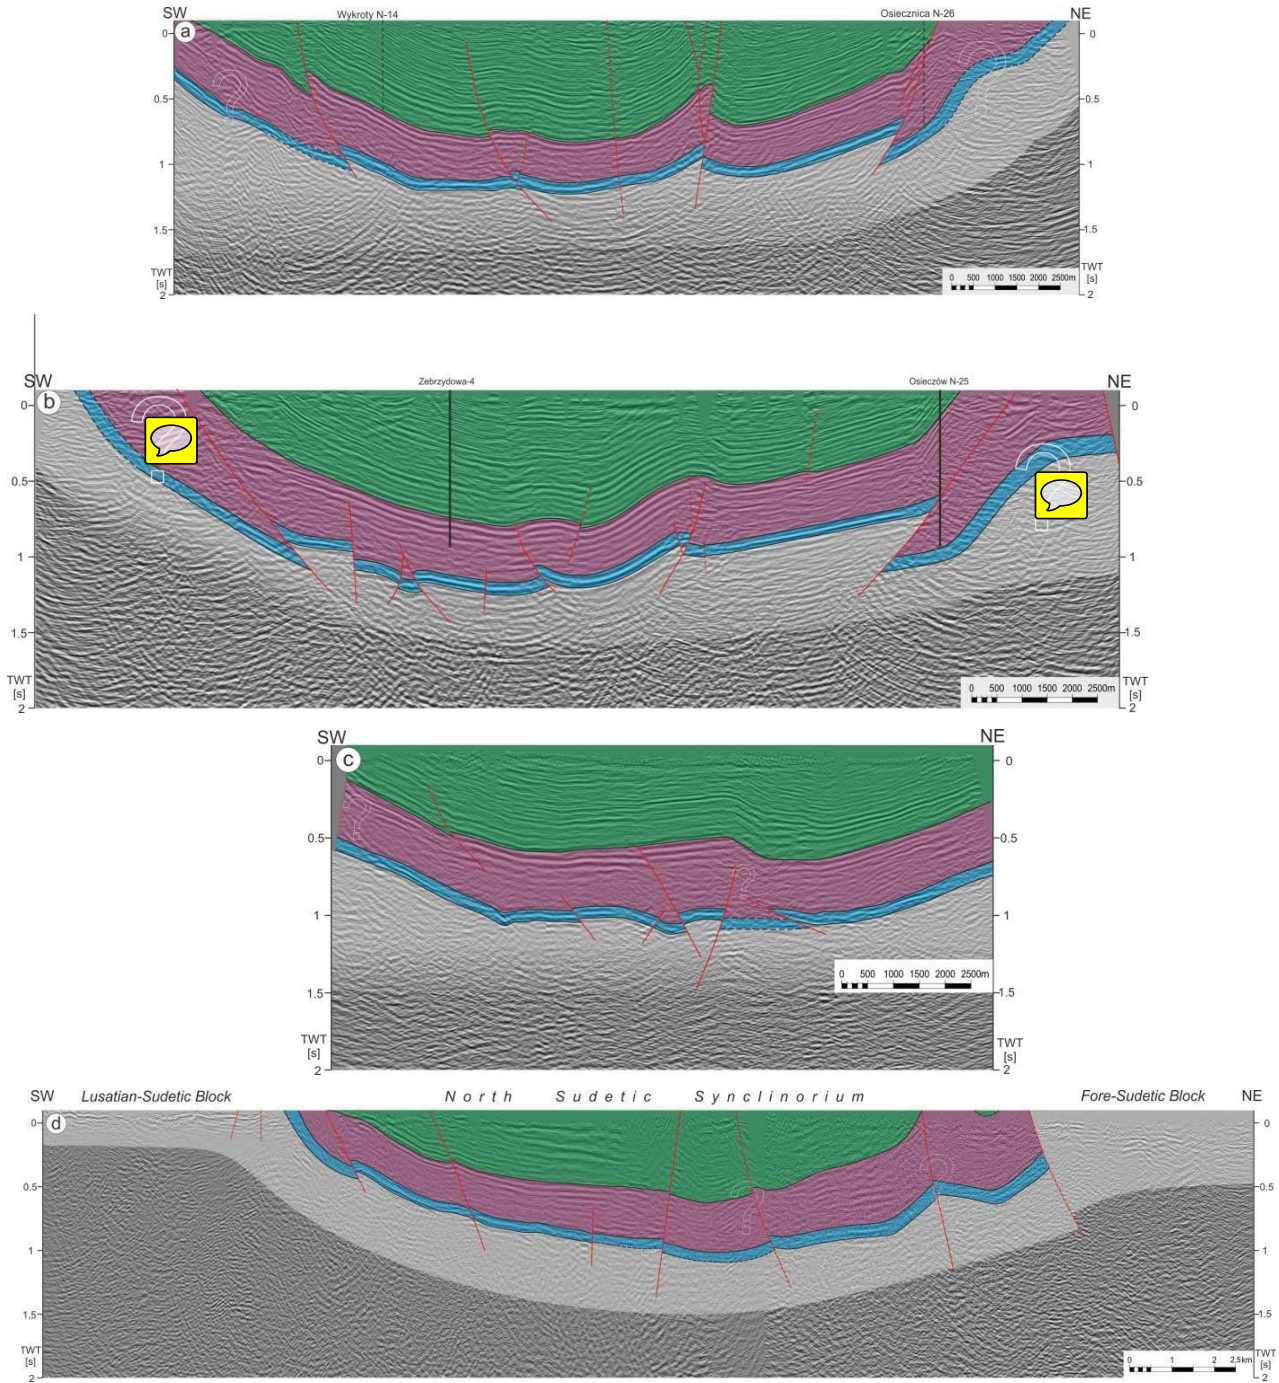 SW Wykroty N-14 Osiecznica N-26 NE
a
0 0
0.5 0.5
1 1
1.5 1.5
TWT [s] TWT [s]
0 500 1000 1500 2000 2500m
2 2
SW Zebrzydowa-4 Osieczów N-25 NE
b
0 0
0.5 0.5
1 1
1.5 1.5
TWT [s] TWT [s]
0 500 1000 1500 2000 2500m
2 2
SW NE
c
0 0
0.5 0.5
? ?
1 1
0 500 1000 1500 2000 2500m
1.5 1.5
TWT [s] TWT [s]
2 2
SW Lusatian-Sudetic Block North Sudetic Synclinorium Fore-Sudetic Block NE
d
0 0
0.5 0.5
?
1 1
1.5 1.5
TWT [s] TWT [s]
0 1 2 2,5km
2 2